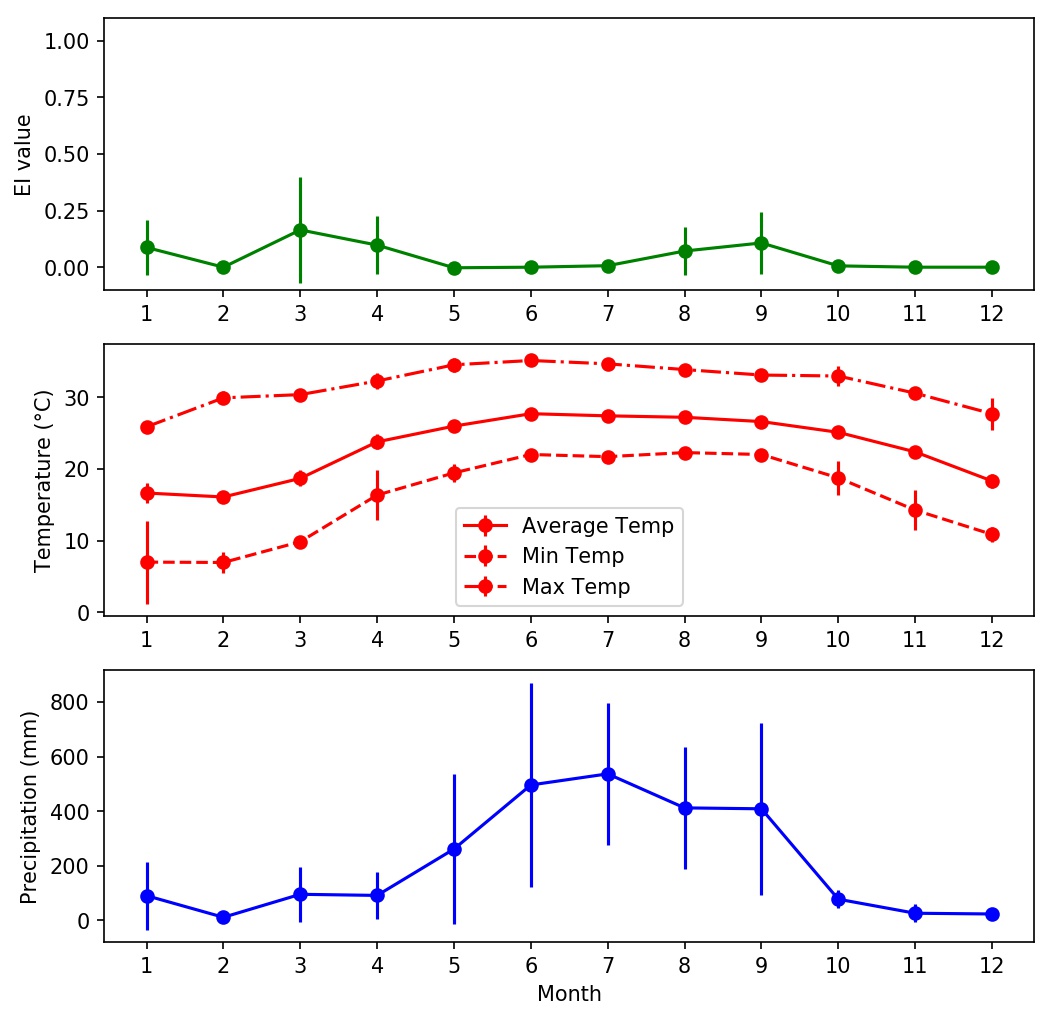 1.00
0.75
0.50
0.25
0.00
EI value
1 2 3 4 5 6 7 8 9 10 11 12
30
20
10
0
Temperature (°C)
Average Temp
Min Temp
Max Temp
1 2 3 4 5 6 7 8 9 10 11 12
800
600
400
200
0
Precipitation (mm)
1 2 3 4 5 6 7 8 9 10 11 12
Month